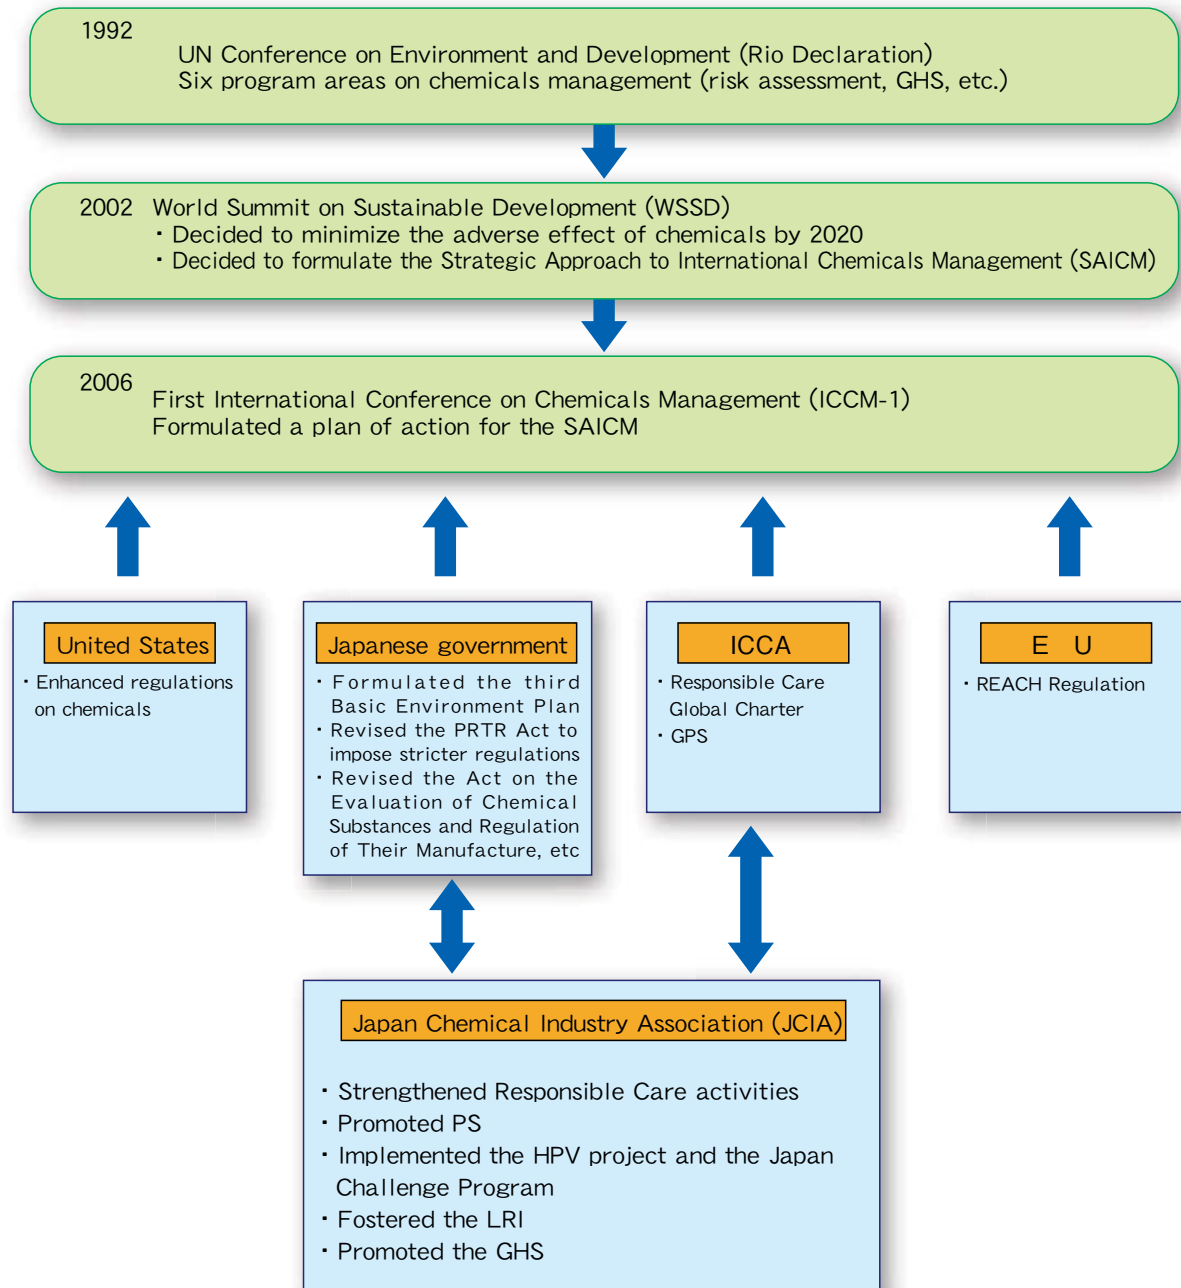 1992
UN Conference on Environment and Development (Rio Declaration)
Six program areas on chemicals management (risk assessment, GHS, etc.)
2002 World Summit on Sustainable Development (WSSD)
・Decided to minimize the adverse effect of chemicals by 2020
・Decided to formulate the Strategic Approach to International Chemicals Management (SAICM)
2006
First International Conference on Chemicals Management (ICCM-1)
Formulated a plan of action for the SAICM
United States
・Enhanced regulations
on chemicals
Japanese government
・Formulated the third
Basic Environment Plan
・Revised the PRTR Act to
impose stricter regulations
・Revised the Act on the
Evaluation of Chemical
Substances and Regulation
of Their Manufacture, etc
ICCA
・Responsible Care
Global Charter
・GPS
E U
・REACH Regulation
Japan Chemical Industry Association (JCIA)
・Strengthened Responsible Care activities
・Promoted PS
・Implemented the HPV project and the Japan
Challenge Program
・Fostered the LRI
・Promoted the GHS